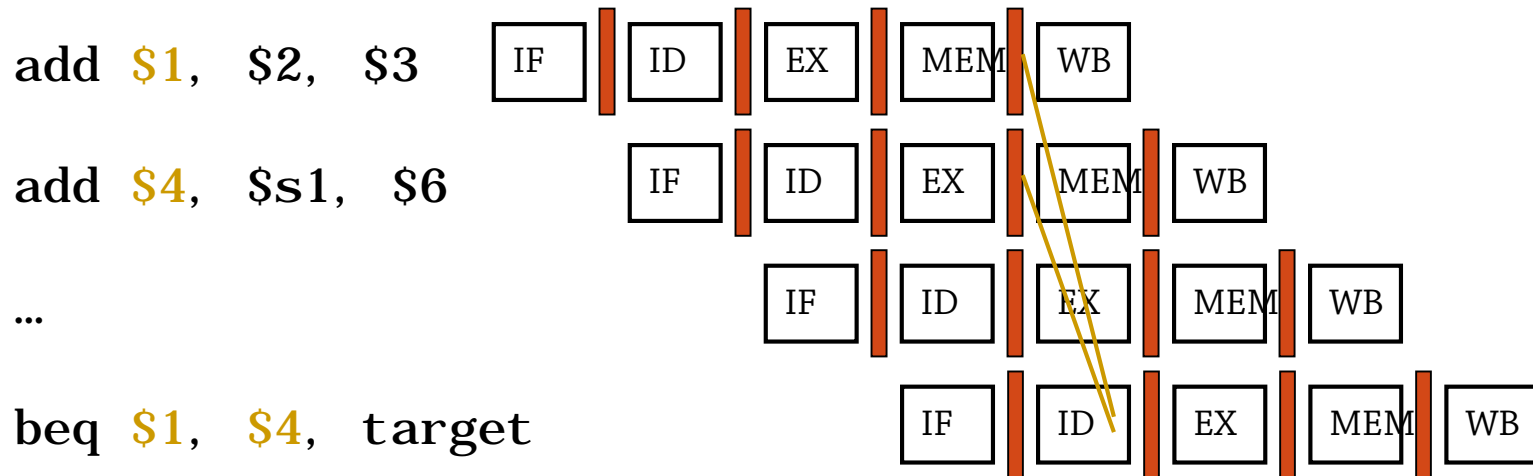 add $1, $2, $3 IF ID EX MEM WB
add $4, $s1, $6 IF ID EX MEM WB
… IF ID EX MEM WB
beq $1, $4, target IF ID EX MEM WB